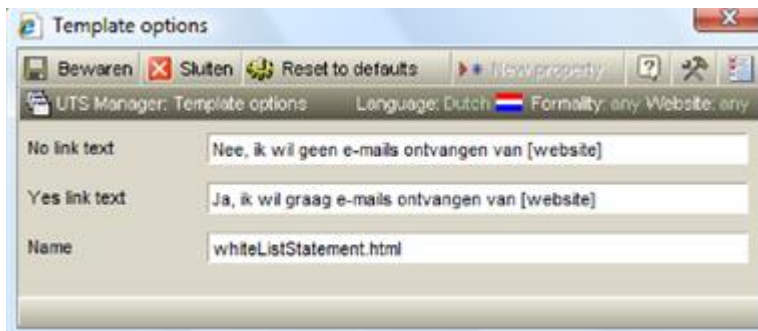 Template options
Bewaren Sluiten Reset to defaults New property
UTS Manager: Template options Language: Dutch Formality: any Website: any
No link text Nee, ik wil geen e-mails ontvangen van [website]
Yes link text Ja, ik wil graag e-mails ontvangen van [website]
Name whiteListStatement.html